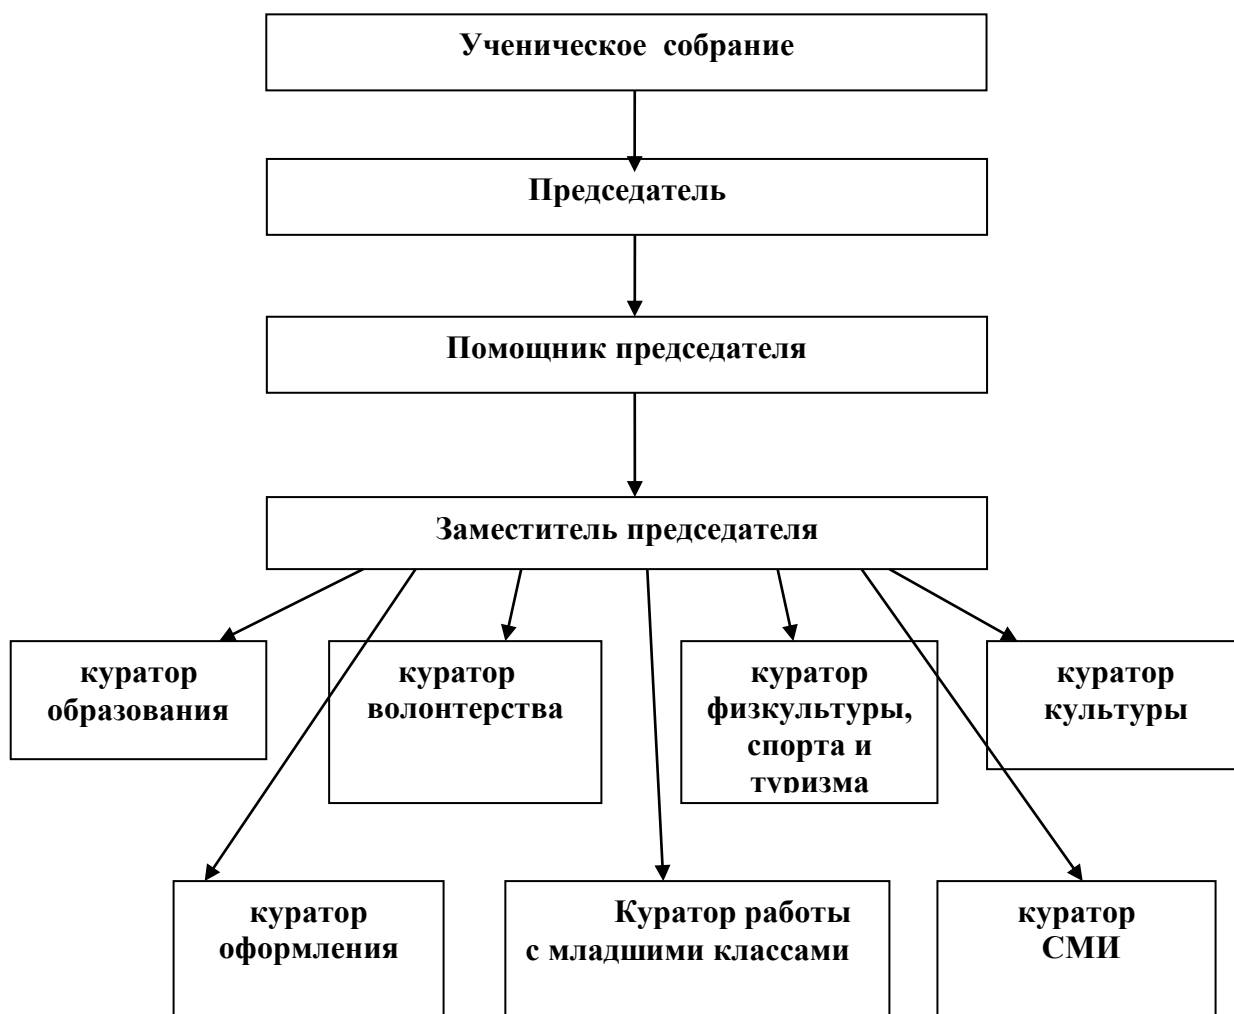 Ученическое собрание
Председатель
Помощник председателя
Заместитель председателя
куратор
образования
куратор
волонтерства
куратор
физкультуры,
спорта и
туризма
куратор
культуры
куратор
оформления
Куратор работы
с младшими классами
куратор
СМИ